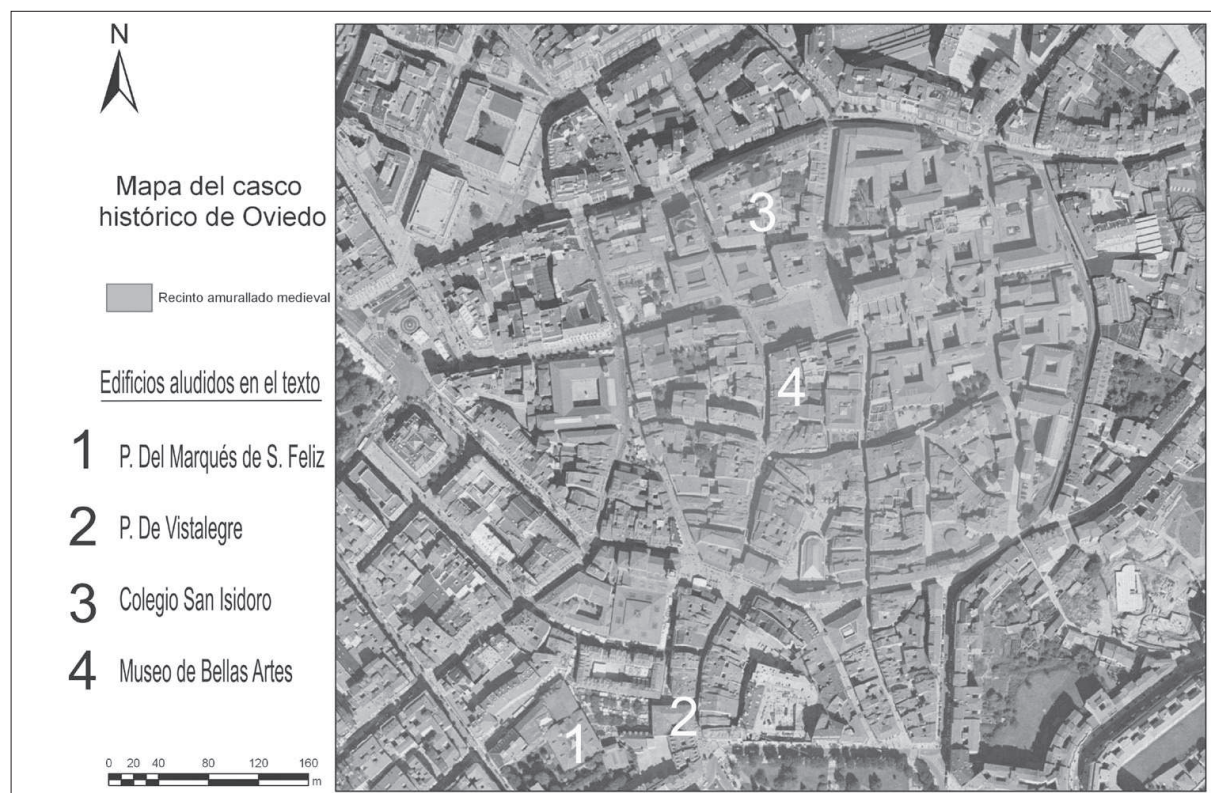 N
Mapa del casco
histórico de Oviedo
Recinto amurallado medieval
Edificios aludidos en el texto
1 P. Del Marqués de S. Feliz
2 P. De Vistalegre
3 Colegio San Isidoro
4 Museo de Bellas Artes
0 10 20 40 80 120 160
m
3
4
2
1